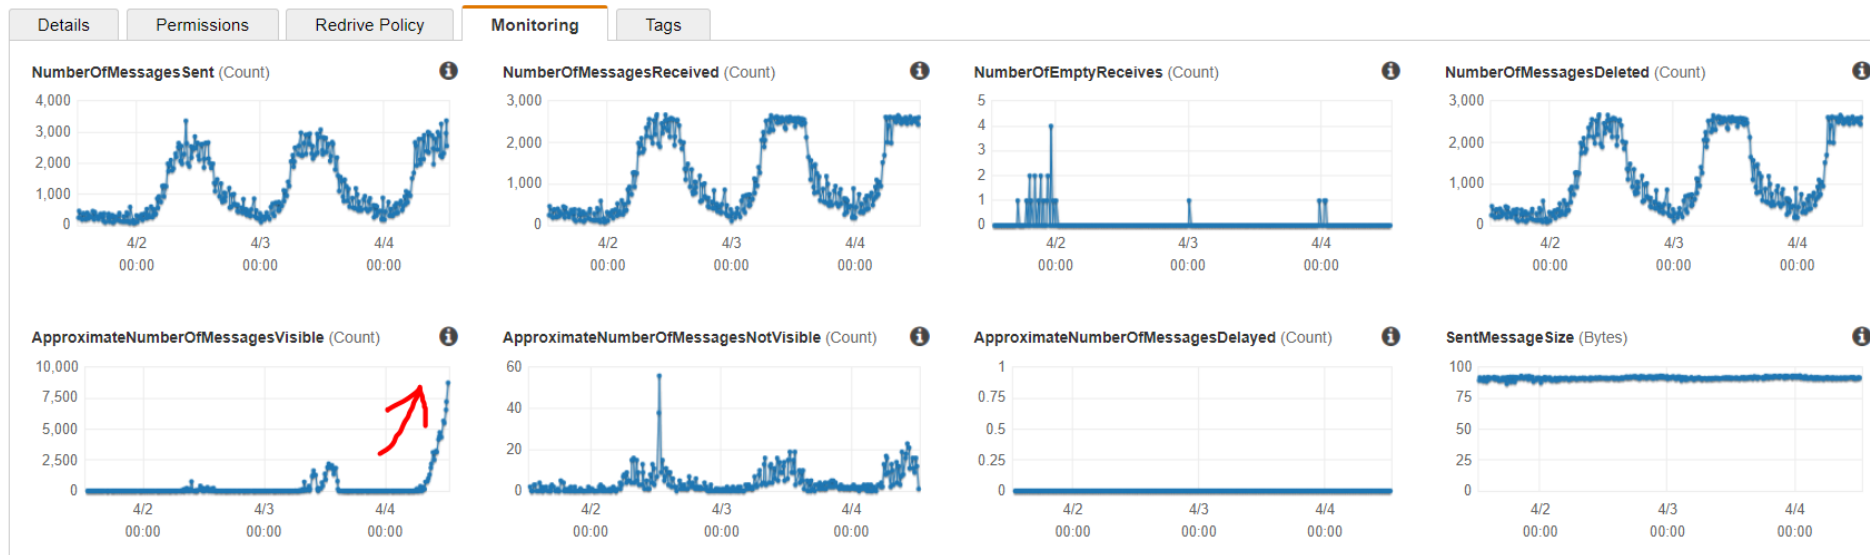 Details Permissions Redrive Policy Monitoring Tags
NumberOfMessagesSent (Count)
4,000
3,000
2,000
1,000
0
4/2 4/3 4/4
00:00 00:00 00:00
NumberOfMessagesReceived (Count)
3,000
2,000
1,000
0
4/2 4/3 4/4
00:00 00:00 00:00
NumberOfEmptyReceives (Count)
5
4
3
2
1
0
4/2 4/3 4/4
00:00 00:00 00:00
NumberOfMessagesDeleted (Count)
3,000
2,000
1,000
0
4/2 4/3 4/4
00:00 00:00 00:00
ApproximateNumberOfMessagesVisible (Count)
10,000
7,500
5,000
2,500
0
4/2 4/3 4/4
00:00 00:00 00:00
ApproximateNumberOfMessagesNotVisible (Count)
60
40
20
0
4/2 4/3 4/4
00:00 00:00 00:00
ApproximateNumberOfMessagesDelayed (Count)
1
0.75
0.5
0.25
0
4/2 4/3 4/4
00:00 00:00 00:00
SentMessageSize (Bytes)
100
75
50
25
0
4/2 4/3 4/4
00:00 00:00 00:00